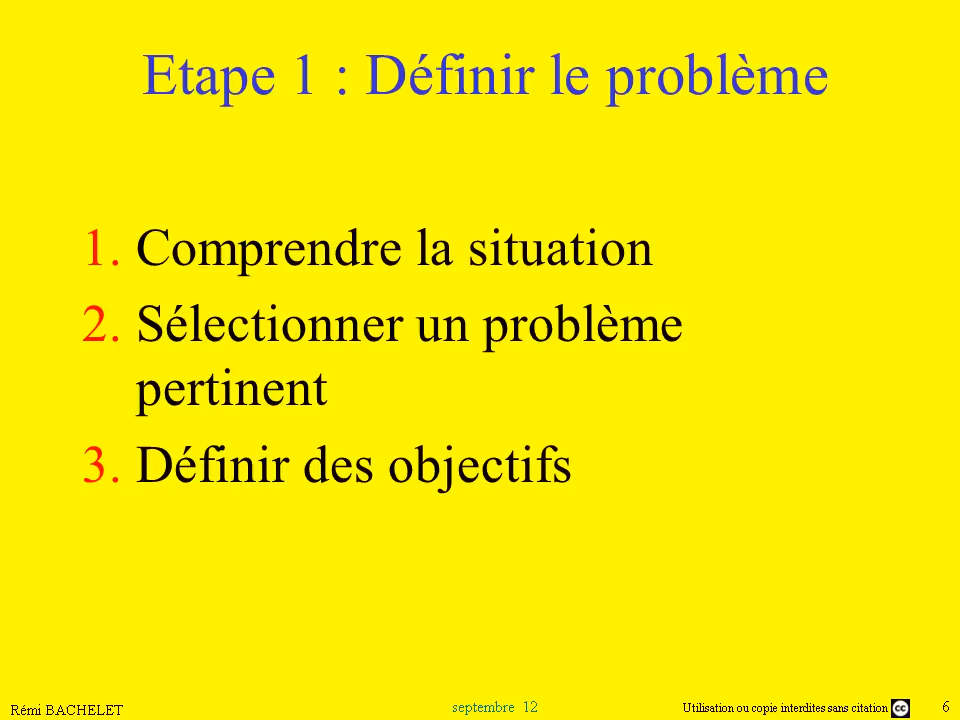 Etape 1 : Définir le problème
1. Comprendre la situation
2. Sélectionner un problème
pertinent
3. Définir des objectifs
Rémi BACHELET
septembre 12
Utilisation ou copie interdites sans citation cc
6